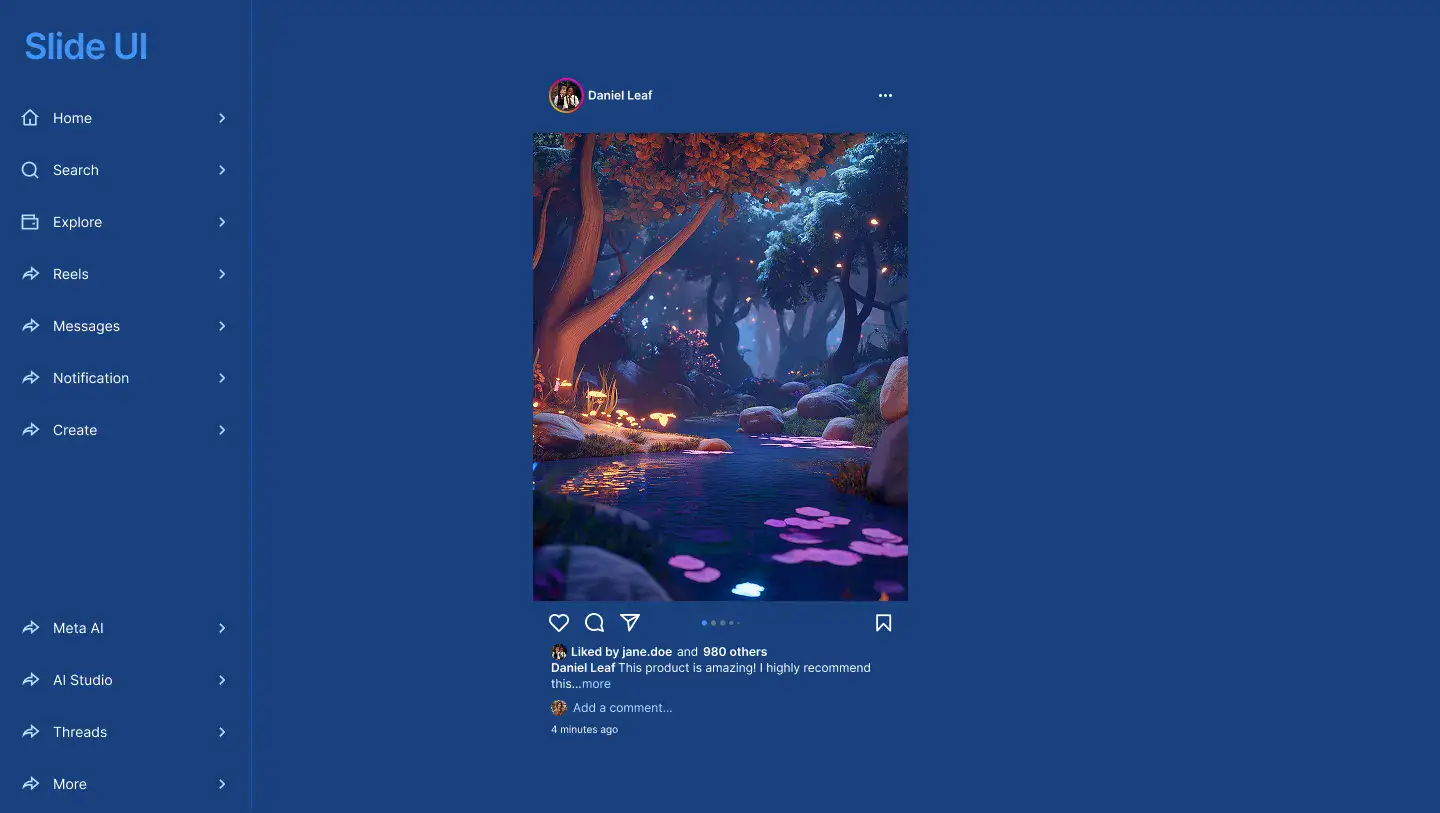 Slide UI
Home
Search
Explore
Reels
Messages
Notification
Create
Meta AI
AI Studio
Threads
More
Daniel Leaf
Liked by jane.doe and 980 others
Daniel Leaf This product is amazing! I highly recommend
this...more
Add a comment...
4 minutes ago